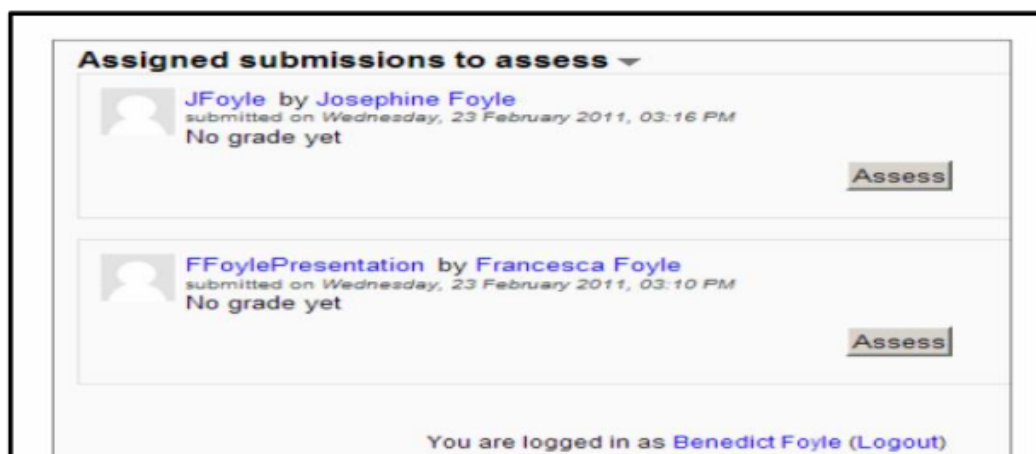 Assigned submissions to assess
JFoyle by Josephine Foyle
submitted on Wednesday, 23 February 2011, 03:16 PM
No grade yet
Assess
FFoylePresentation by Francesca Foyle
submitted on Wednesday, 23 February 2011, 03:10 PM
No grade yet
Assess
You are logged in as Benedict Foyle (Logout)